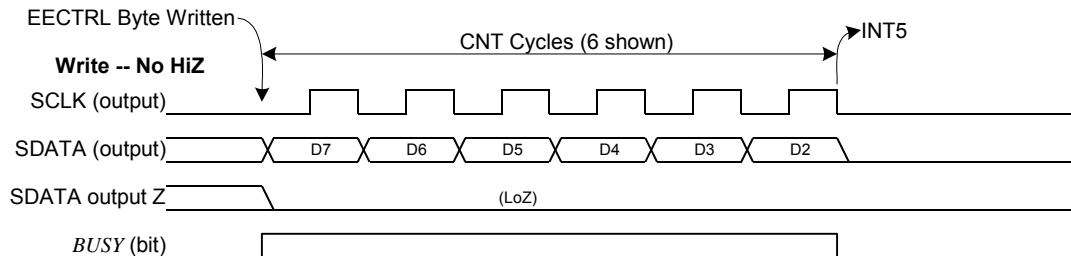 EECTRL Byte Written
CNT Cycles (6 shown)
INT5
Write -- No HiZ
SCLK (output)
SDATA (output)
D7 D6 D5 D4 D3 D2
SDATA output Z
(LoZ)
BUSY (bit)